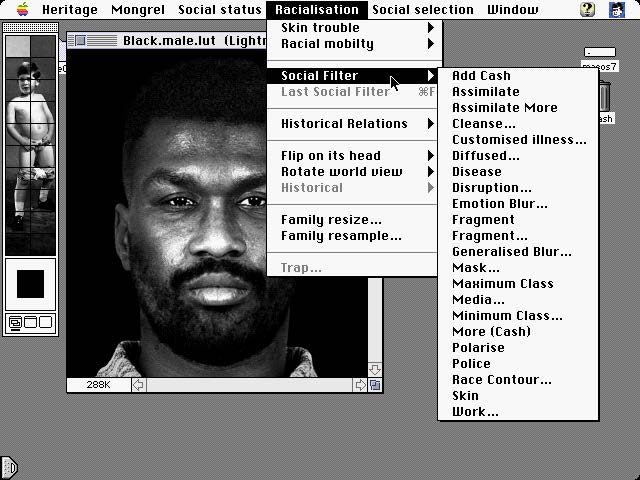 Heritage Mongrel Social status Racialisation Social selection Window
Black.male.lut (Light
Skin trouble
Racial mobilty
Social Filter
Last Social Filter ⌘F
Historical Relations
Flip on its head
Rotate world view
Historical
Family resize...
Family resample...
Trap...
Add Cash
Assimilate
Assimilate More
Cleanse...
Customised illness...
Diffused...
Disease
Disruption...
Emotion Blur...
Fragment
Fragment...
Generalised Blur...
Mask...
Maximum Class
Media...
Minimum Class...
More (Cash)
Polarise
Police
Race Contour...
Skin
Work...
288K